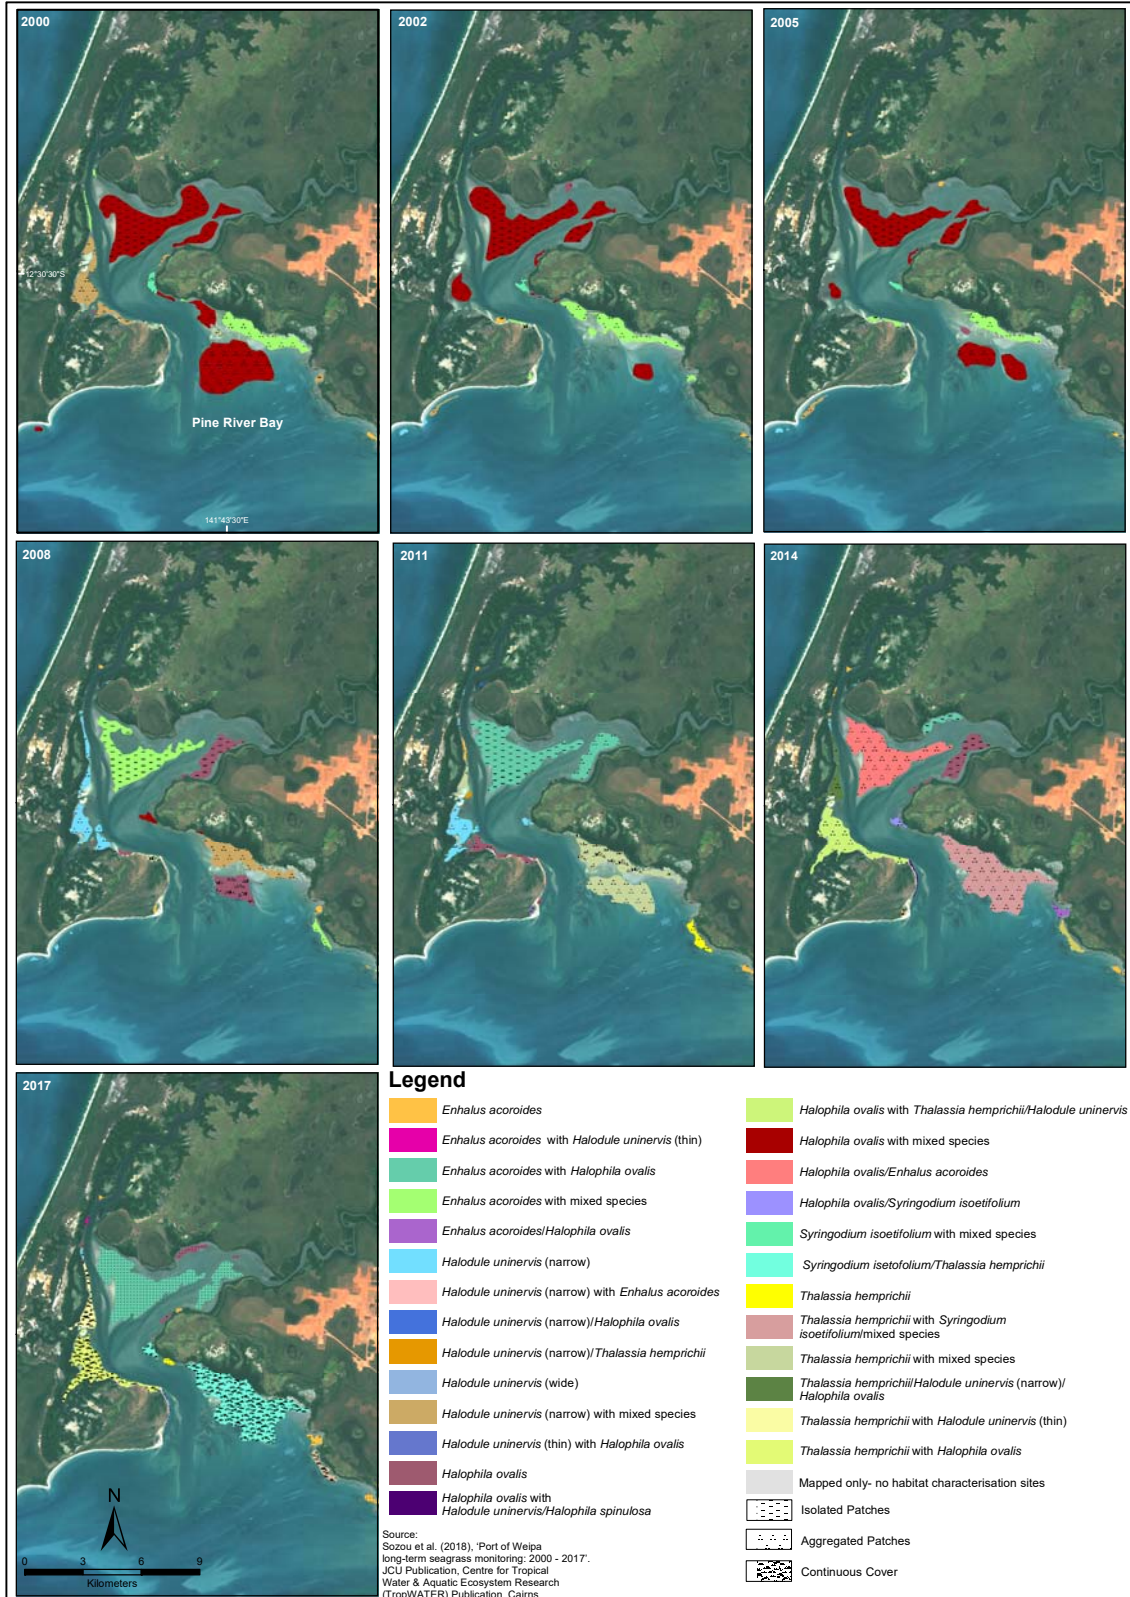 2000
2002
2005
12°30'30"S
Pine River Bay
141°43'30"E
2008
2011
2014
2017
Legend
Enhalus acoroides
Enhalus acoroides with Halodule uninervis (thin)
Enhalus acoroides with Halophila ovalis
Enhalus acoroides with mixed species
Enhalus acoroides/Halophila ovalis
Halodule uninervis (narrow)
Halodule uninervis (narrow) with Enhalus acoroides
Halodule uninervis (narrow)/Halophila ovalis
Halodule uninervis (narrow)/Thalassia hemprichii
Halodule uninervis (wide)
Halodule uninervis (narrow) with mixed species
Halodule uninervis (thin) with Halophila ovalis
Halophila ovalis
Halophila ovalis with
Halodule uninervis/Halophila spinulosa
Halophila ovalis with Thalassia hemprichii/Halodule uninervis
Halophila ovalis with mixed species
Halophila ovalis/Enhalus acoroides
Halophila ovalis/Syringodium isoetifolium
Syringodium isoetifolium with mixed species
Syringodium isetofolium/Thalassia hemprichii
Thalassia hemprichii
Thalassia hemprichii with Syringodium
isoetifolium/mixed species
Thalassia hemprichii with mixed species
Thalassia hemprichii/Halodule uninervis (narrow)/
Halophila ovalis
Thalassia hemprichii with Halodule uninervis (thin)
Thalassia hemprichii with Halophila ovalis
Mapped only- no habitat characterisation sites
Isolated Patches
Aggregated Patches
Continuous Cover
N
0 3 6 9
Kilometers
Source:
Sozou et al. (2018), 'Port of Weipa
long-term seagrass monitoring: 2000 - 2017'.
JCU Publication, Centre for Tropical
Water & Aquatic Ecosystem Research
(TropWATER) Publication, Cairns